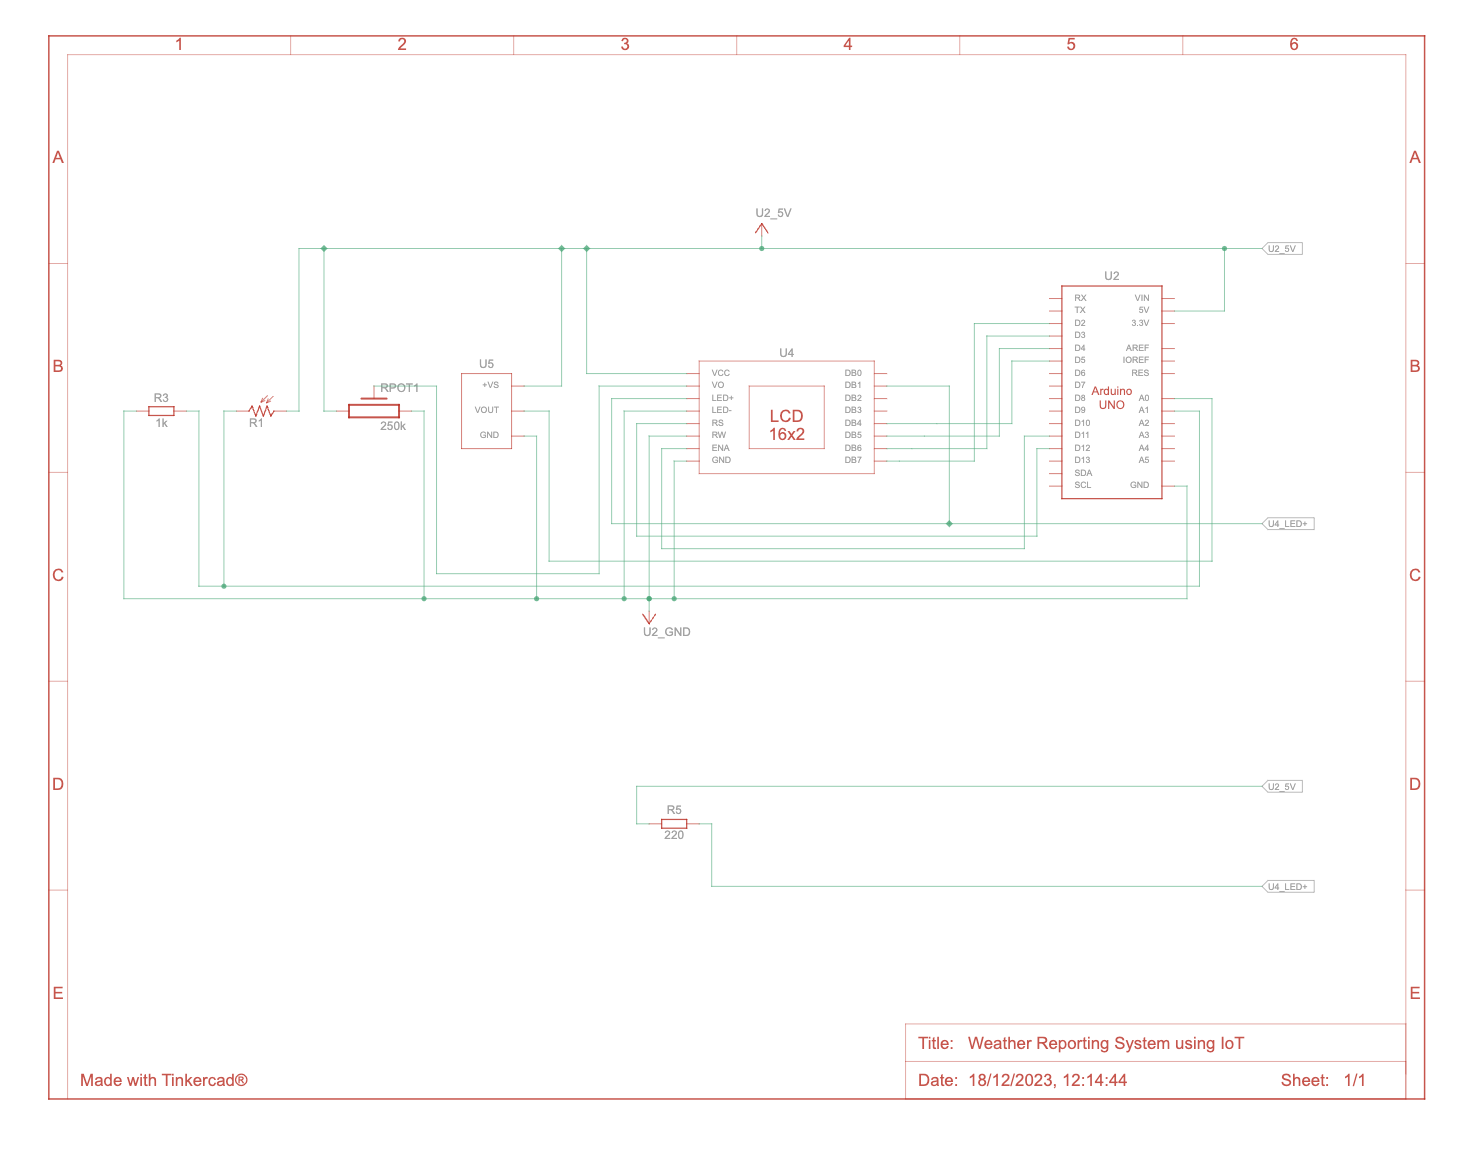 1 2 3 4 5 6
A A
U2_5V
U2_5V
U2
RX VIN
TX 5V
D2 3.3V
D3
D4 AREF
D5 IOREF
D6 RES
D7
D8 A0
D9 A1
D10 A2
D11 A3
D12 A4
D13 A5
SDA
SCL GND
Arduino
UNO
B B
U4
VCC DB0
VO DB1
LED+ DB2
LED- DB3
RS DB4
RW DB5
ENA DB6
GND DB7
LCD
16x2
U5
+VS
VOUT
GND
RPOT1
250k
R3
1k
R1
U4_LED+
C C
U2_GND
D D
U2_5V
R5
220
U4_LED+
E E
Title: Weather Reporting System using IoT
Made with Tinkercad®
Date: 18/12/2023, 12:14:44 Sheet: 1/1